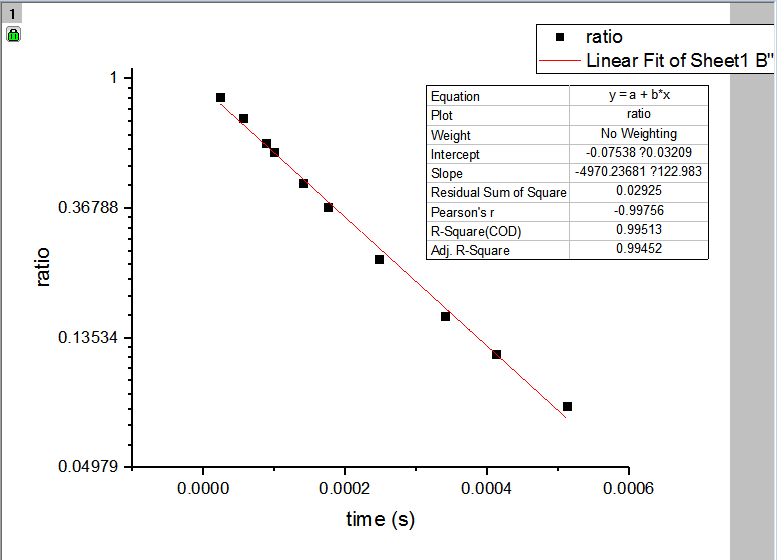 1
ratio
Linear Fit of Sheet1 B"
Equation y = a + b*x
Plot ratio
Weight No Weighting
Intercept -0.07538 ?0.03209
Slope -4970.23681 ?122.983
Residual Sum of Square 0.02925
Pearson's r -0.99756
R-Square(COD) 0.99513
Adj. R-Square 0.99452
1
0.36788
0.13534
0.04979
ratio
0.0000 0.0002 0.0004 0.0006
time (s)